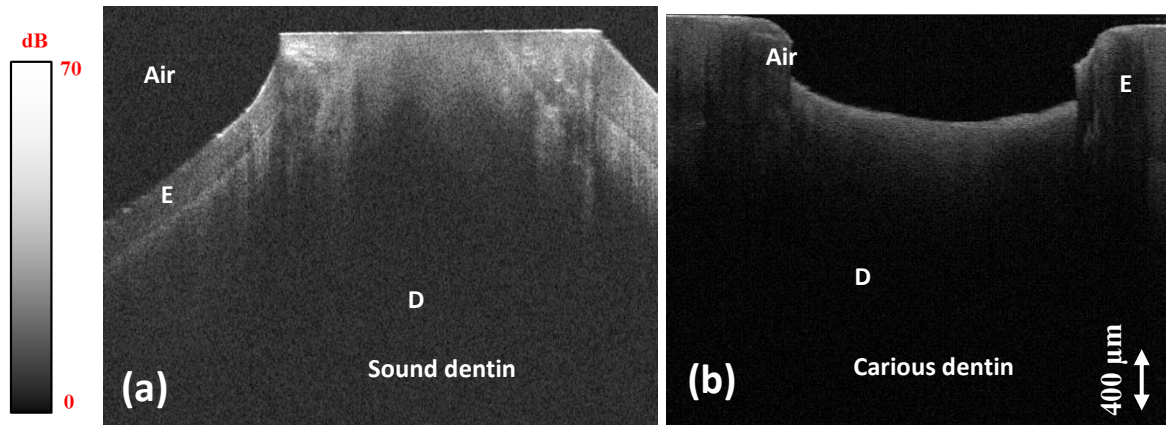 dB
70
0
Air
E
D
Sound dentin
(a)
Air
E
D
Carious dentin
(b)
400 µm